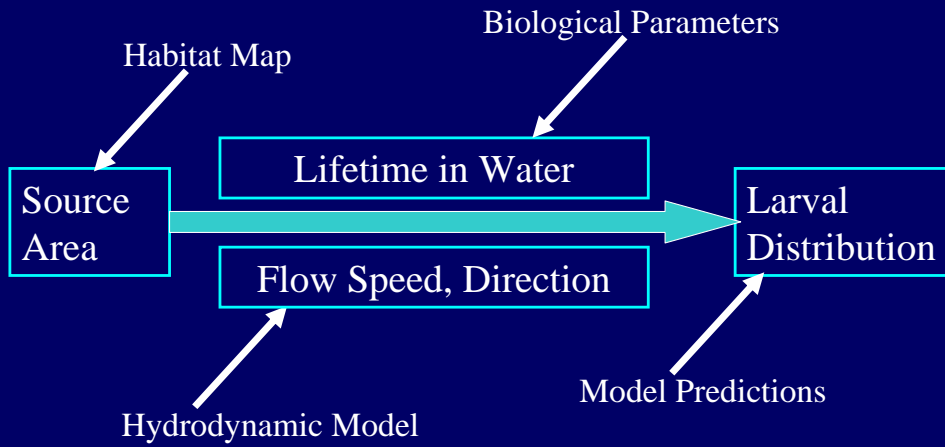 Biological Parameters
Habitat Map
Lifetime in Water
Source
Area
Larval
Distribution
Flow Speed, Direction
Model Predictions
Hydrodynamic Model